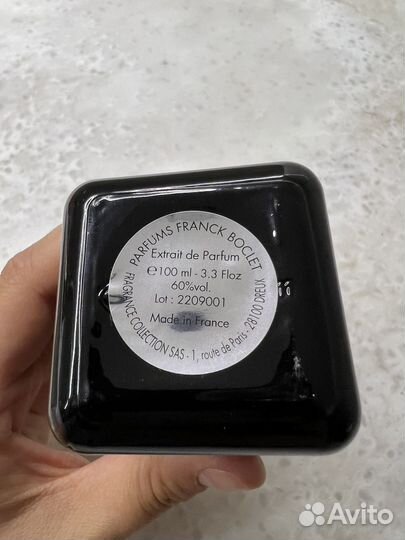 PARFUMS FRANCK BOCLET
Extrait de Parfum
℮100 ml - 3.3 Floz
60%vol.
Lot : 2209001
Made in France
FRAGRANCE COLLECTION SAS - 1, route de Paris - 28100 DREUX
Avito